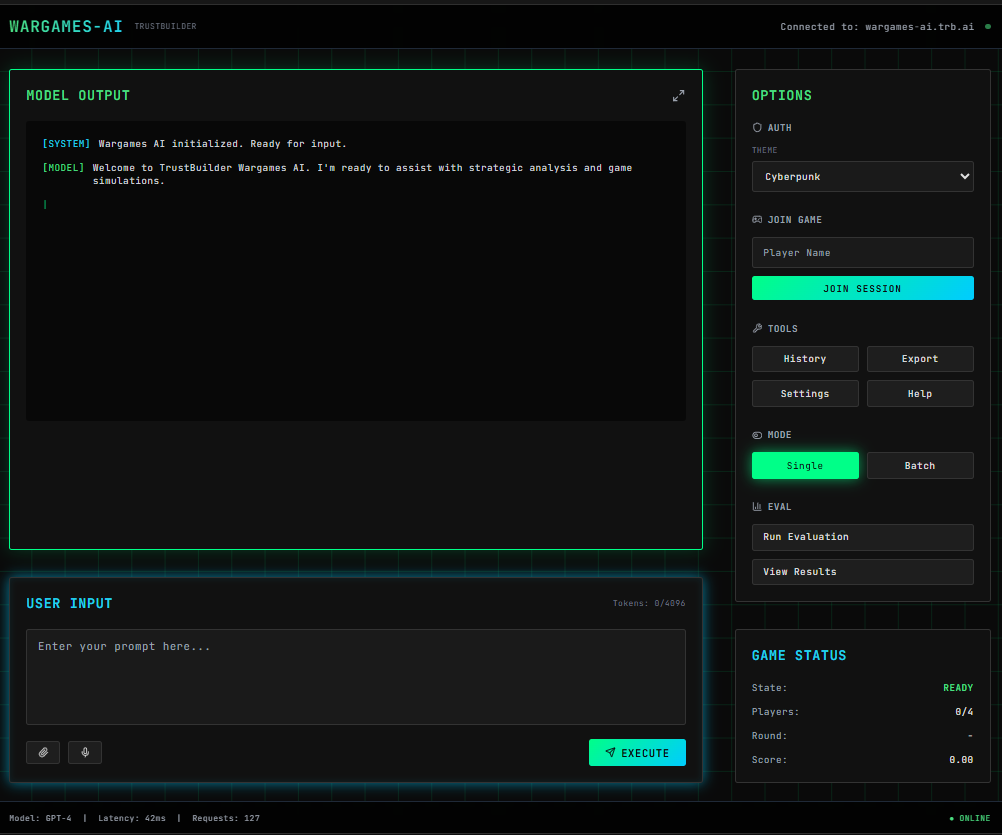 WARGAMES-AI TRUSTBUILDER
Connected to: wargames-ai.trb.ai
MODEL OUTPUT
[SYSTEM] Wargames AI initialized. Ready for input.
[MODEL] Welcome to TrustBuilder Wargames AI. I'm ready to assist with strategic analysis and game
simulations.
USER INPUT
Tokens: 0/4096
Enter your prompt here...
EXECUTE
OPTIONS
AUTH
THEME
Cyberpunk
JOIN GAME
Player Name
JOIN SESSION
TOOLS
History Export
Settings Help
MODE
Single Batch
EVAL
Run Evaluation
View Results
GAME STATUS
State: READY
Players: 0/4
Round: -
Score: 0.00
Model: GPT-4 | Latency: 42ms | Requests: 127
● ONLINE